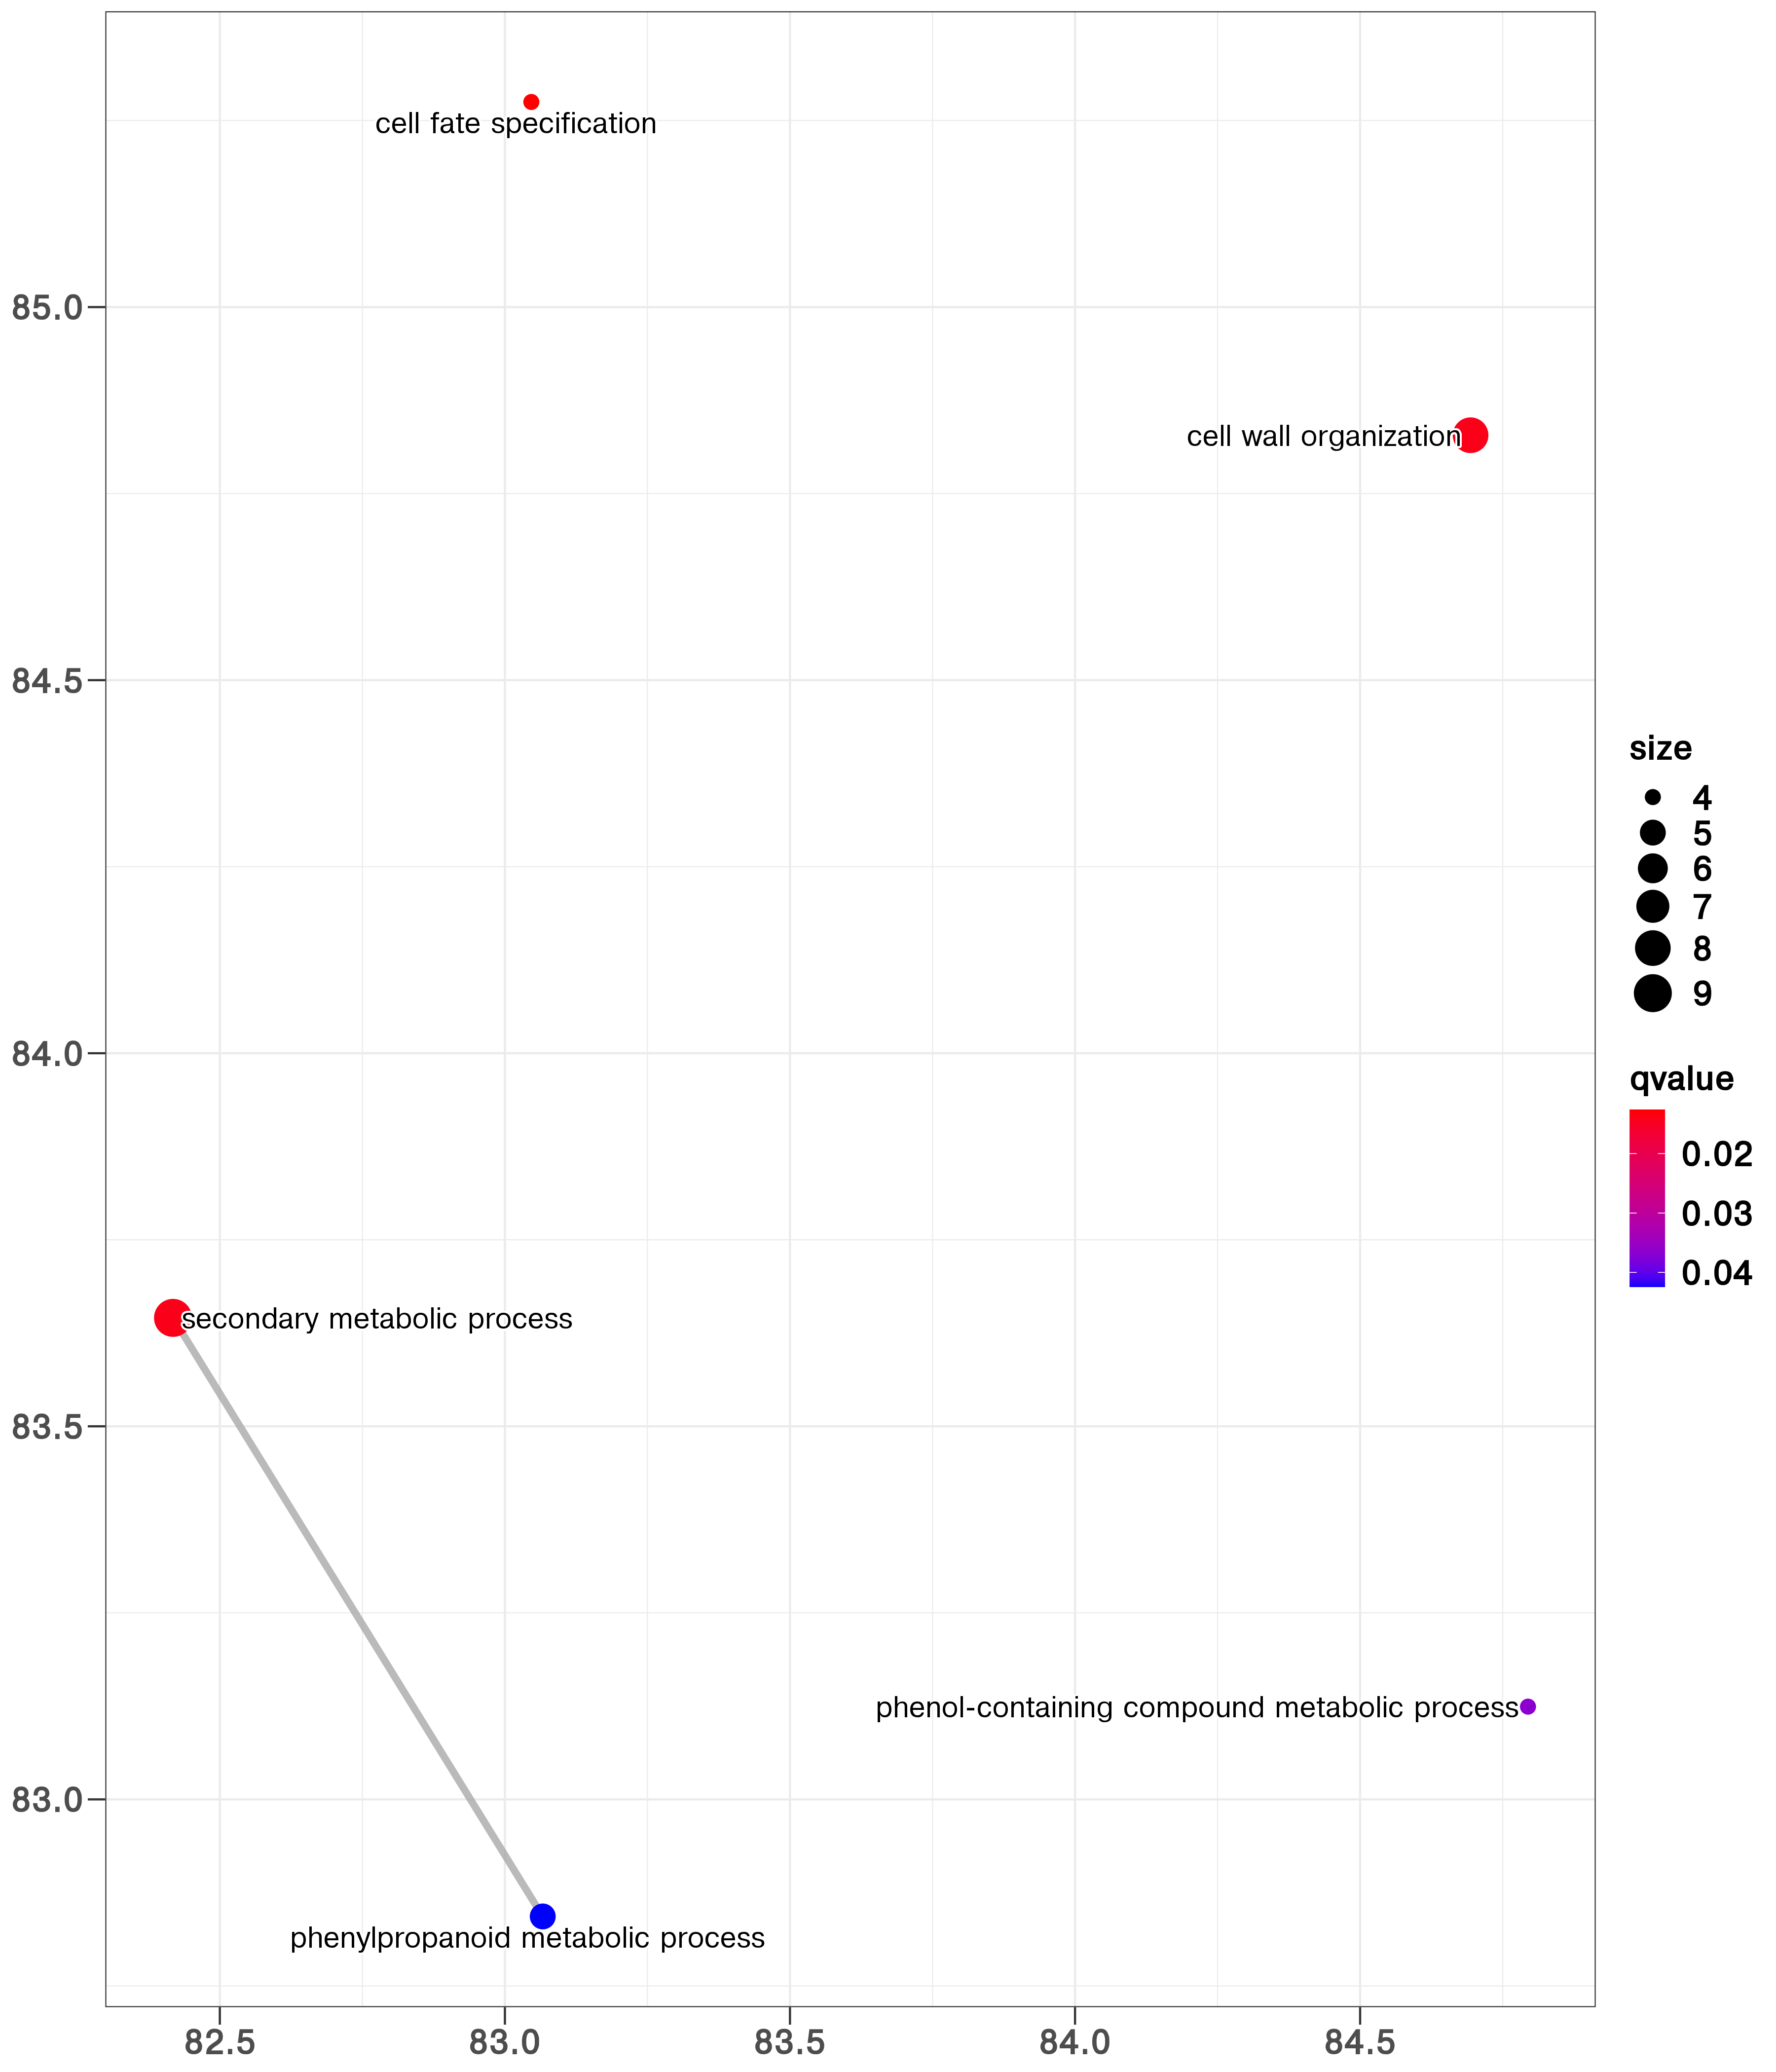 cell fate specification
85.0
cell wall organization
84.5
size
4
5
6
7
8
9
84.0
qvalue
0.02
0.03
0.04
secondary metabolic process
83.5
phenol-containing compound metabolic process
83.0
phenylpropanoid metabolic process
82.5 83.0 83.5 84.0 84.5